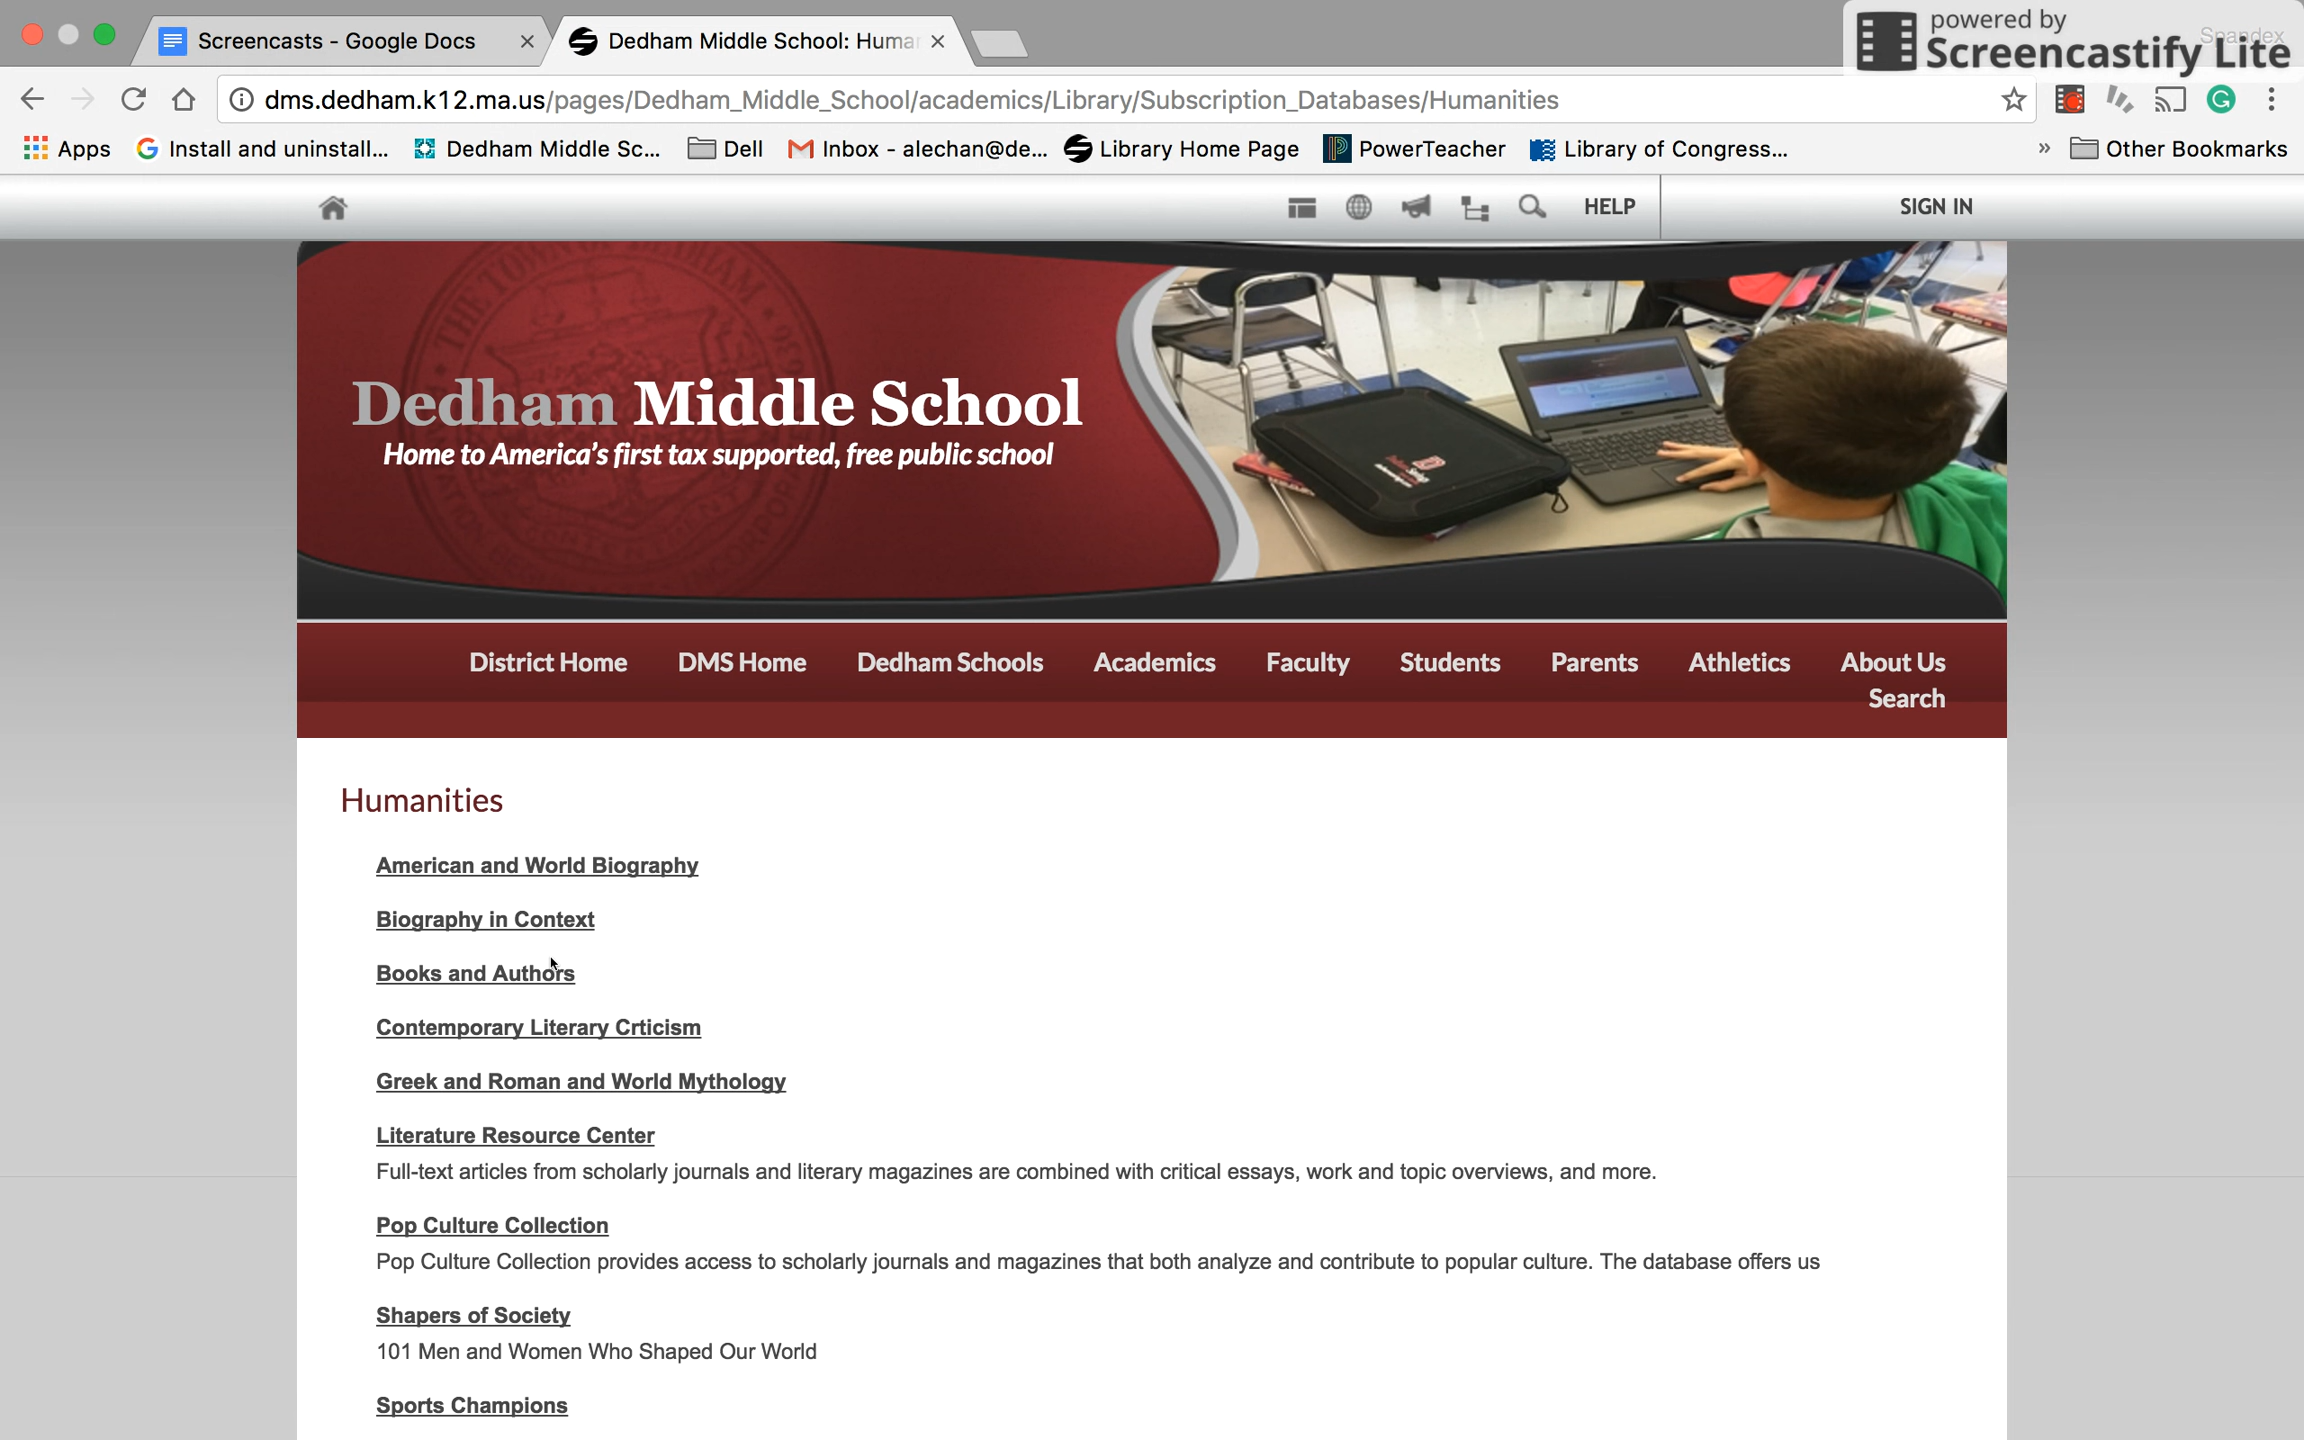 Screencasts - Google Docs
Dedham Middle School: Huma
powered by
Screencastify Lite
Spandex
dms.dedham.k12.ma.us/pages/Dedham_Middle_School/academics/Library/Subscription_Databases/Humanities
Apps Install and uninstall... Dedham Middle Sc... Dell Inbox - alechan@de... Library Home Page PowerTeacher Library of Congress... » Other Bookmarks
HELP SIGN IN
Dedham Middle School
Home to America's first tax supported, free public school
District Home DMS Home Dedham Schools Academics Faculty Students Parents Athletics About Us
Search
Humanities
American and World Biography
Biography in Context
Books and Authors
Contemporary Literary Crticism
Greek and Roman and World Mythology
Literature Resource Center
Full-text articles from scholarly journals and literary magazines are combined with critical essays, work and topic overviews, and more.
Pop Culture Collection
Pop Culture Collection provides access to scholarly journals and magazines that both analyze and contribute to popular culture. The database offers us
Shapers of Society
101 Men and Women Who Shaped Our World
Sports Champions